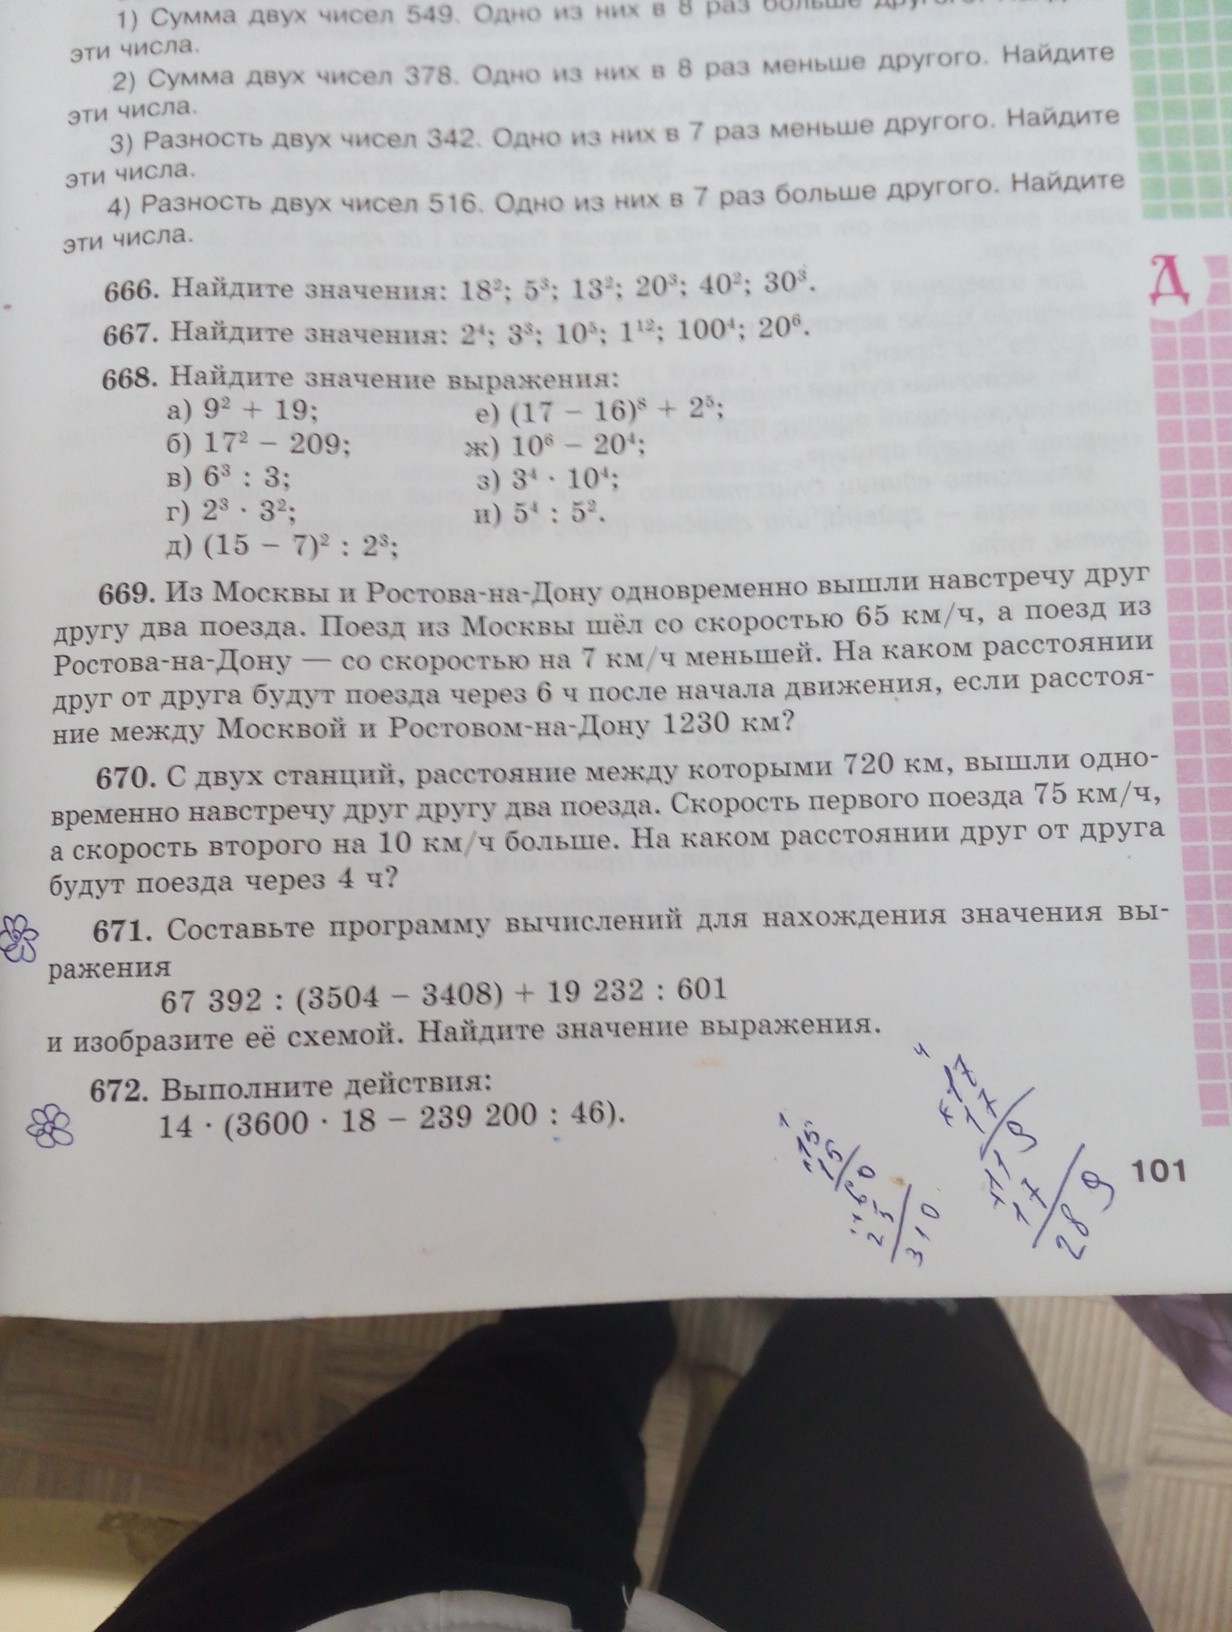 1) Сумма двух чисел 549. Одно из них в 8 раз больше другого.
эти числа.
2) Сумма двух чисел 378. Одно из них в 8 раз меньше другого. Найдите
эти числа.
3) Разность двух чисел 342. Одно из них в 7 раз меньше другого. Найдите
эти числа.
4) Разность двух чисел 516. Одно из них в 7 раз больше другого. Найдите
эти числа.
Д
666. Найдите значения: 18²; 5³; 13²; 20³; 40²; 30³.
667. Найдите значения: 2⁴; 3³; 10⁵; 1¹²; 100⁴; 20⁶.
668. Найдите значение выражения:
а) 9² + 19; е) (17 − 16)⁸ + 2⁵;
б) 17² − 209; ж) 10⁶ − 20⁴;
в) 6³ : 3; з) 3⁴ · 10⁴;
г) 2³ · 3²; и) 5⁴ : 5².
д) (15 − 7)² : 2³;
669. Из Москвы и Ростова-на-Дону одновременно вышли навстречу друг
другу два поезда. Поезд из Москвы шёл со скоростью 65 км/ч, а поезд из
Ростова-на-Дону — со скоростью на 7 км/ч меньшей. На каком расстоянии
друг от друга будут поезда через 6 ч после начала движения, если расстоя-
ние между Москвой и Ростовом-на-Дону 1230 км?
670. С двух станций, расстояние между которыми 720 км, вышли одно-
временно навстречу друг другу два поезда. Скорость первого поезда 75 км/ч,
а скорость второго на 10 км/ч больше. На каком расстоянии друг от друга
будут поезда через 4 ч?
671. Составьте программу вычислений для нахождения значения вы-
ражения
67 392 : (3504 − 3408) + 19 232 : 601
и изобразите её схемой. Найдите значение выражения.
672. Выполните действия:
14 · (3600 · 18 − 239 200 : 46).
4
17
17
9
17
289
1
15
15
60
310
101